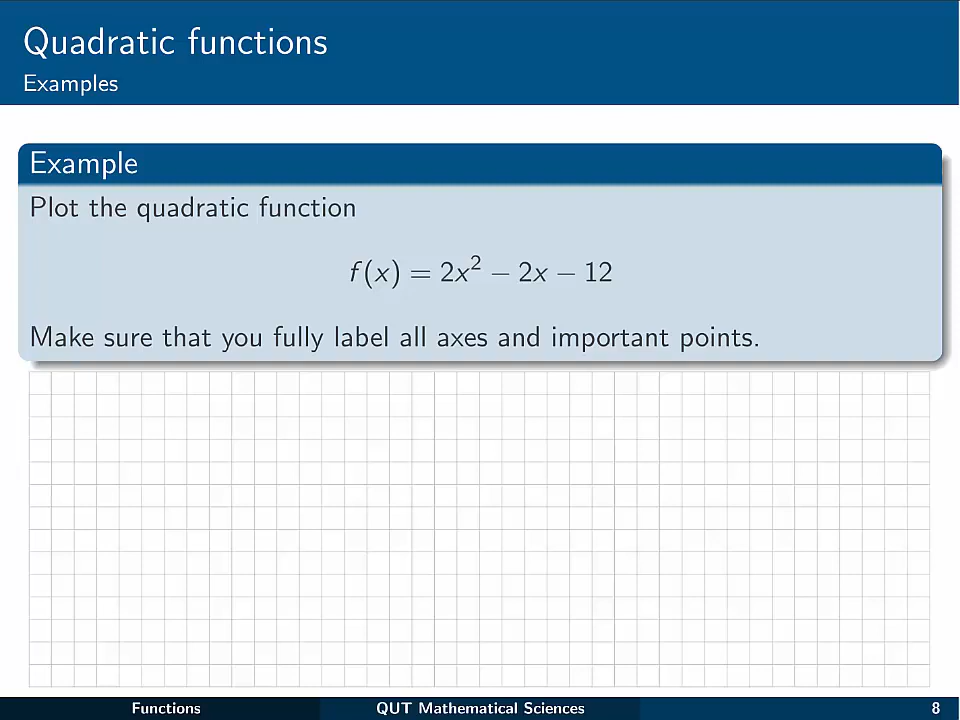 Quadratic functions
Examples
Example
Plot the quadratic function
f(x) = 2x² − 2x − 12
Make sure that you fully label all axes and important points.
Functions
QUT Mathematical Sciences
8